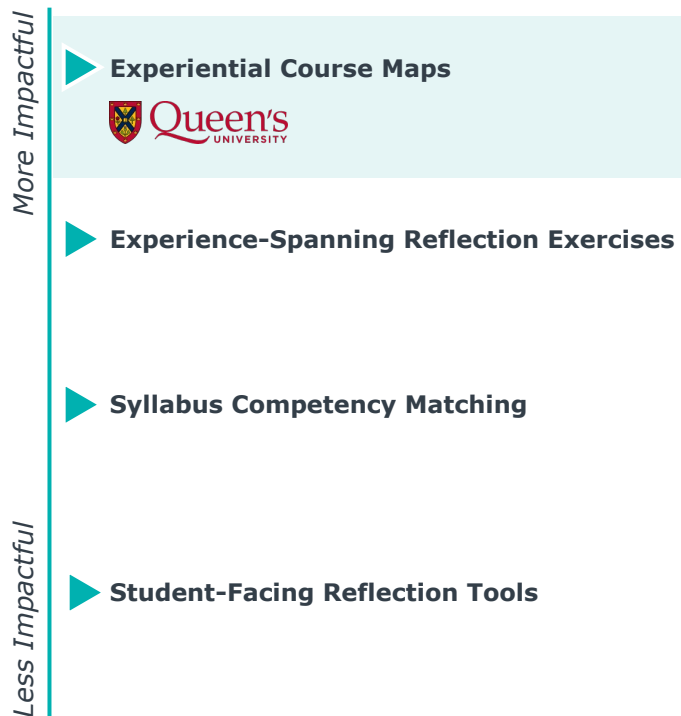 More Impactful
Experiential Course Maps
Queen's
UNIVERSITY
Experience-Spanning Reflection Exercises
Syllabus Competency Matching
Student-Facing Reflection Tools
Less Impactful